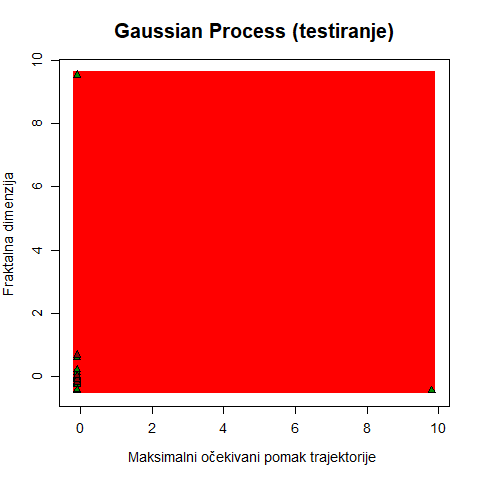 Gaussian Process (testiranje)
Fraktalna dimenzija
10
8
6
4
2
0
0 2 4 6 8 10
Maksimalni očekivani pomak trajektorije